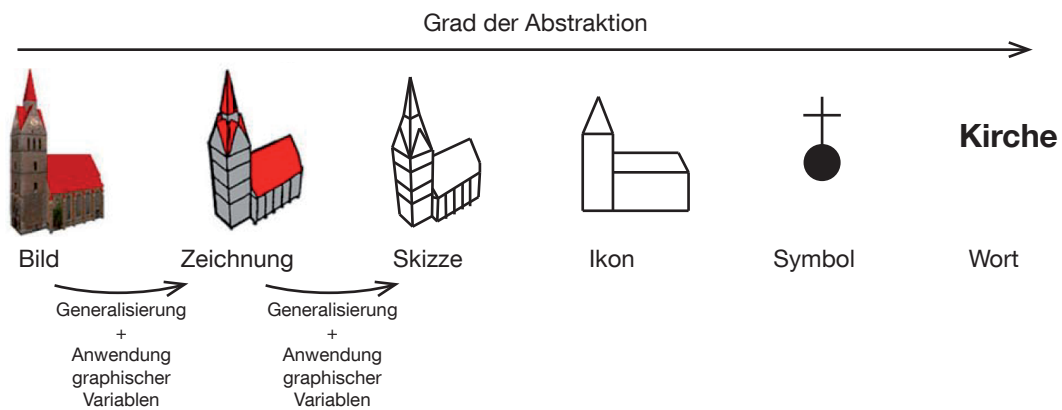 Grad der Abstraktion
Kirche
Bild Zeichnung Skizze Ikon Symbol Wort
Generalisierung Generalisierung
+ +
Anwendung Anwendung
graphischer graphischer
Variablen Variablen